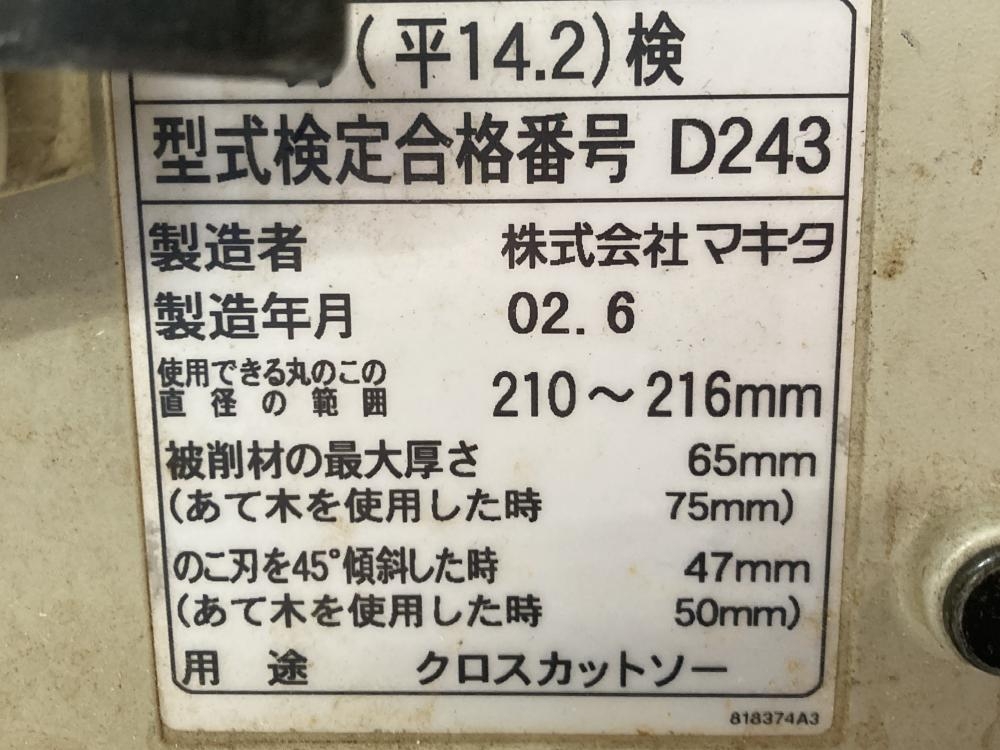 (平14.2)検
型式検定合格番号 D243
製造者 株式会社マキタ
製造年月 02.6
使用できる丸のこの
直径の範囲 210～216mm
被削材の最大厚さ 65mm
(あて木を使用した時 75mm)
のこ刃を45°傾斜した時 47mm
(あて木を使用した時 50mm)
用途 クロスカットソー
818374A3